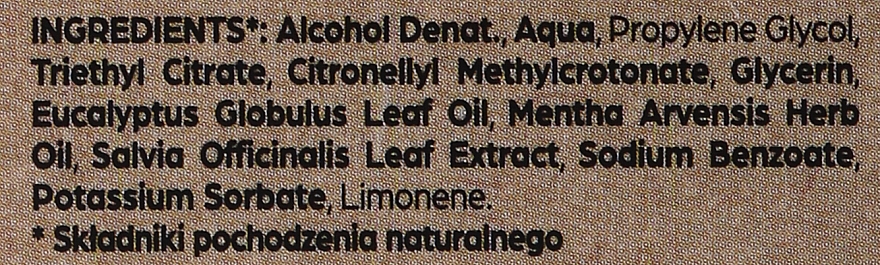 INGREDIENTS*: Alcohol Denat., Aqua, Propylene Glycol,
Triethyl Citrate, Citronellyl Methylcrotonate, Glycerin,
Eucalyptus Globulus Leaf Oil, Mentha Arvensis Herb
Oil, Salvia Officinalis Leaf Extract, Sodium Benzoate,
Potassium Sorbate, Limonene.
* Składniki pochodzenia naturalnego